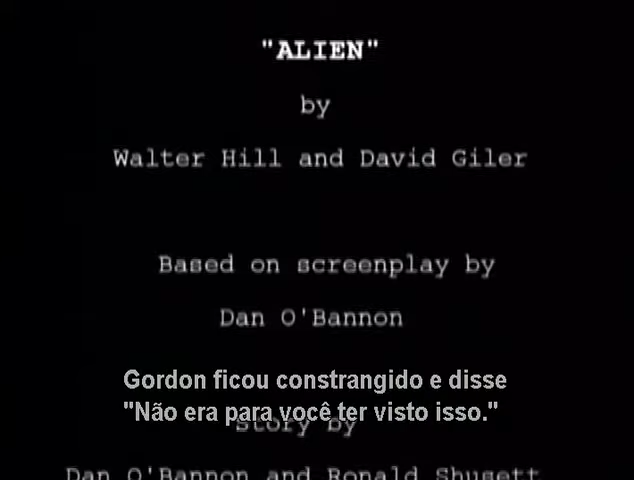 "ALIEN"
by
Walter Hill and David Giler
Based on screenplay by
Dan O'Bannon
Gordon ficou constrangido e disse
"Não era para você ter visto isso."
Story by
Dan O'Bannon and Ronald Shusett